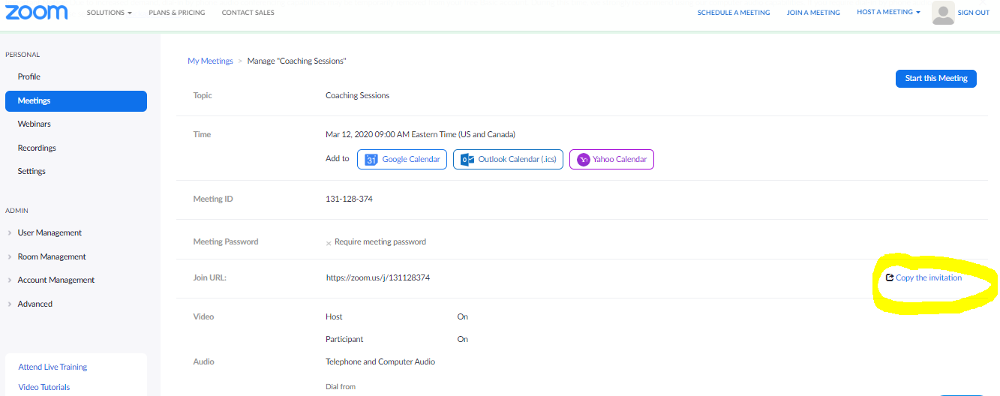 zoom SOLUTIONS PLANS & PRICING CONTACT SALES SCHEDULE A MEETING JOIN A MEETING HOST A MEETING SIGN OUT
PERSONAL
Profile
Meetings
Webinars
Recordings
Settings
ADMIN
User Management
Room Management
Account Management
Advanced
Attend Live Training
Video Tutorials
My Meetings > Manage "Coaching Sessions"
Start this Meeting
Topic Coaching Sessions
Time Mar 12, 2020 09:00 AM Eastern Time (US and Canada)
Add to 31 Google Calendar Outlook Calendar (.ics) Yahoo Calendar
Meeting ID 131-128-374
Meeting Password × Require meeting password
Join URL: https://zoom.us/j/131128374 Copy the invitation
Video Host On
Participant On
Audio Telephone and Computer Audio
Dial from